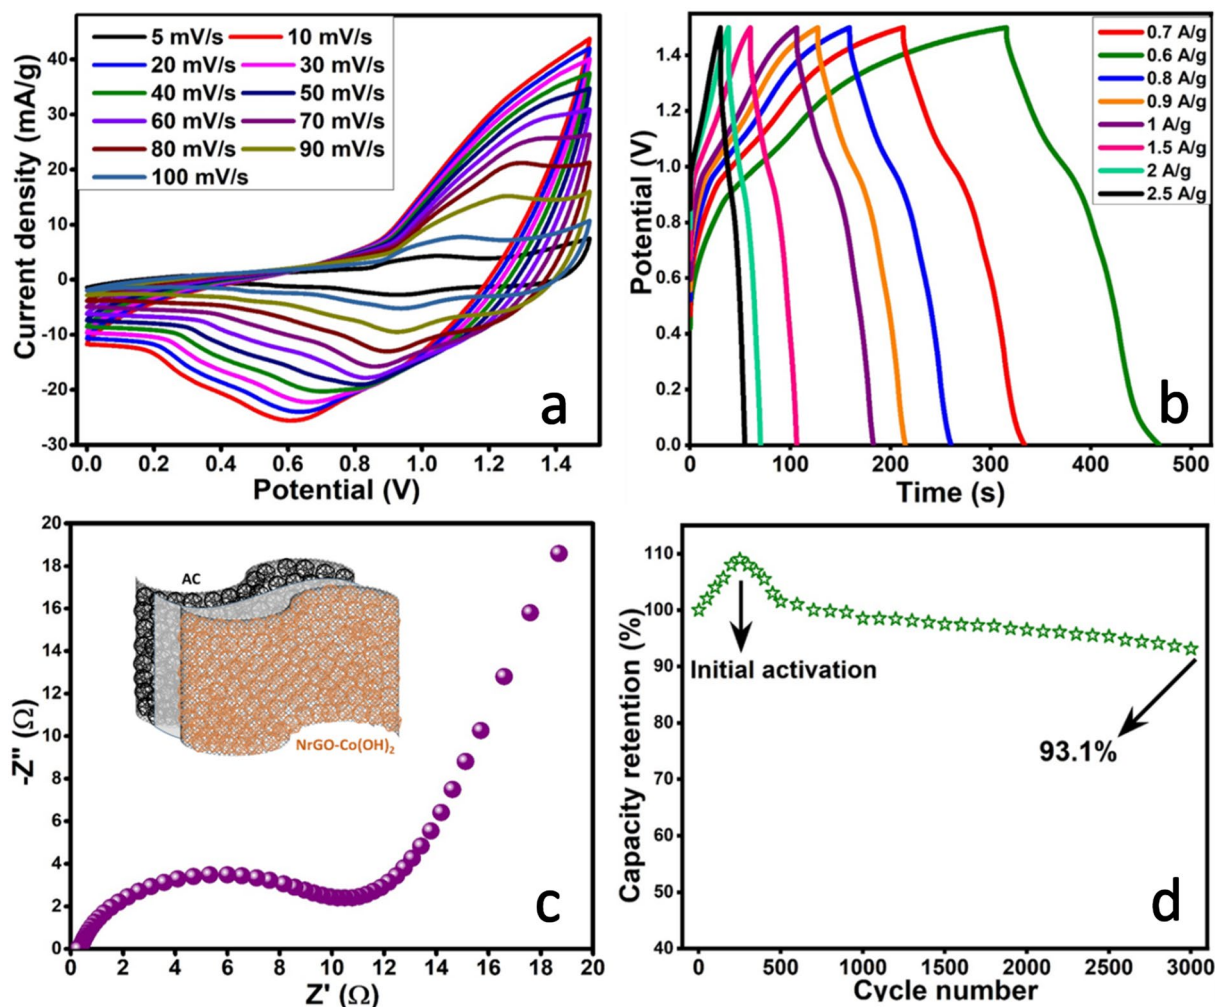 5 mV/s 10 mV/s
20 mV/s 30 mV/s
40 mV/s 50 mV/s
60 mV/s 70 mV/s
80 mV/s 90 mV/s
100 mV/s
Current density (mA/g)
40
30
20
10
0
-10
-20
-30
0.0 0.2 0.4 0.6 0.8 1.0 1.2 1.4
Potential (V)
a
0.7 A/g
0.6 A/g
0.8 A/g
0.9 A/g
1 A/g
1.5 A/g
2 A/g
2.5 A/g
Potential (V)
1.4
1.2
1.0
0.8
0.6
0.4
0.2
0.0
0 100 200 300 400 500
Time (s)
b
-Z" (Ω)
20
18
16
14
12
10
8
6
4
2
0
0 2 4 6 8 10 12 14 16 18 20
Z' (Ω)
AC
NrGO-Co(OH)₂
c
Capacity retention (%)
110
100
90
80
70
60
50
40
0 500 1000 1500 2000 2500 3000
Cycle number
Initial activation
93.1%
d